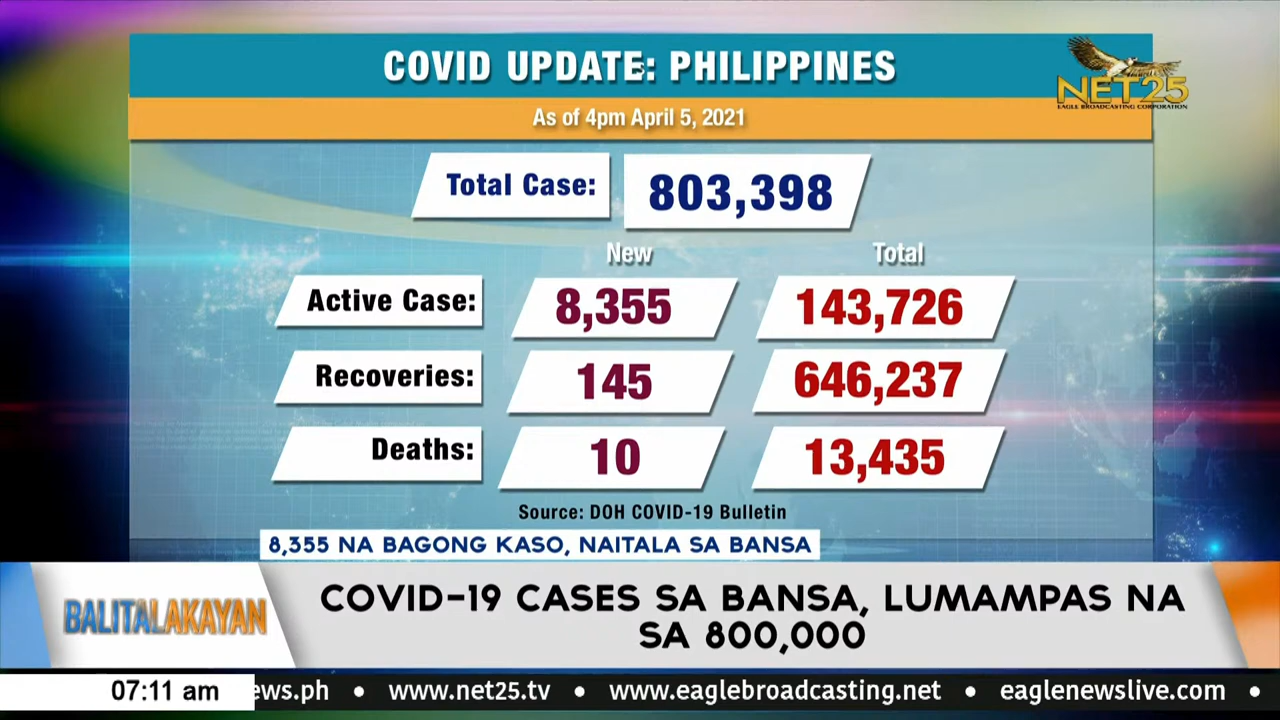 COVID UPDATE: PHILIPPINES
NET25
EAGLE BROADCASTING CORPORATION
As of 4pm April 5, 2021
Total Case: 803,398
New Total
Active Case: 8,355 143,726
Recoveries: 145 646,237
Deaths: 10 13,435
Source: DOH COVID-19 Bulletin
8,355 NA BAGONG KASO, NAITALA SA BANSA
BALITALAKAYAN
COVID-19 CASES SA BANSA, LUMAMPAS NA
SA 800,000
07:11 am ews.ph • www.net25.tv • www.eaglebroadcasting.net • eaglenewslive.com •